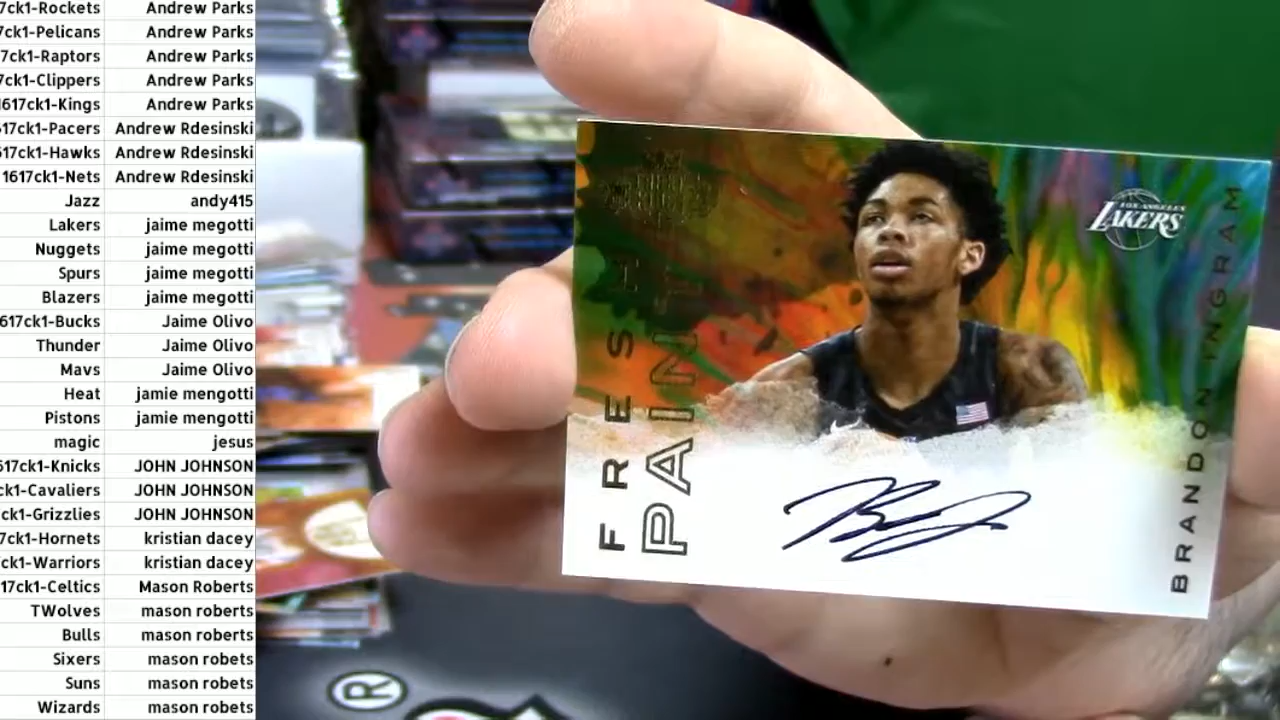 7ck1-Rockets Andrew Parks
7ck1-Pelicans Andrew Parks
7ck1-Raptors Andrew Parks
7ck1-Clippers Andrew Parks
1617ck1-Kings Andrew Parks
617ck1-Pacers Andrew Rdesinski
617ck1-Hawks Andrew Rdesinski
1617ck1-Nets Andrew Rdesinski
Jazz andy415
Lakers jaime megotti
Nuggets jaime megotti
Spurs jaime megotti
Blazers jaime megotti
617ck1-Bucks Jaime Olivo
Thunder Jaime Olivo
Mavs Jaime Olivo
Heat jamie mengotti
Pistons jamie mengotti
magic jesus
617ck1-Knicks JOHN JOHNSON
ck1-Cavaliers JOHN JOHNSON
ck1-Grizzlies JOHN JOHNSON
7ck1-Hornets kristian dacey
ck1-Warriors kristian dacey
17ck1-Celtics Mason Roberts
TWolves mason roberts
Bulls mason roberts
Sixers mason robets
Suns mason robets
Wizards mason robets
FRESH
PAINT
LOS ANGELES
LAKERS
BRANDON INGRAM
®